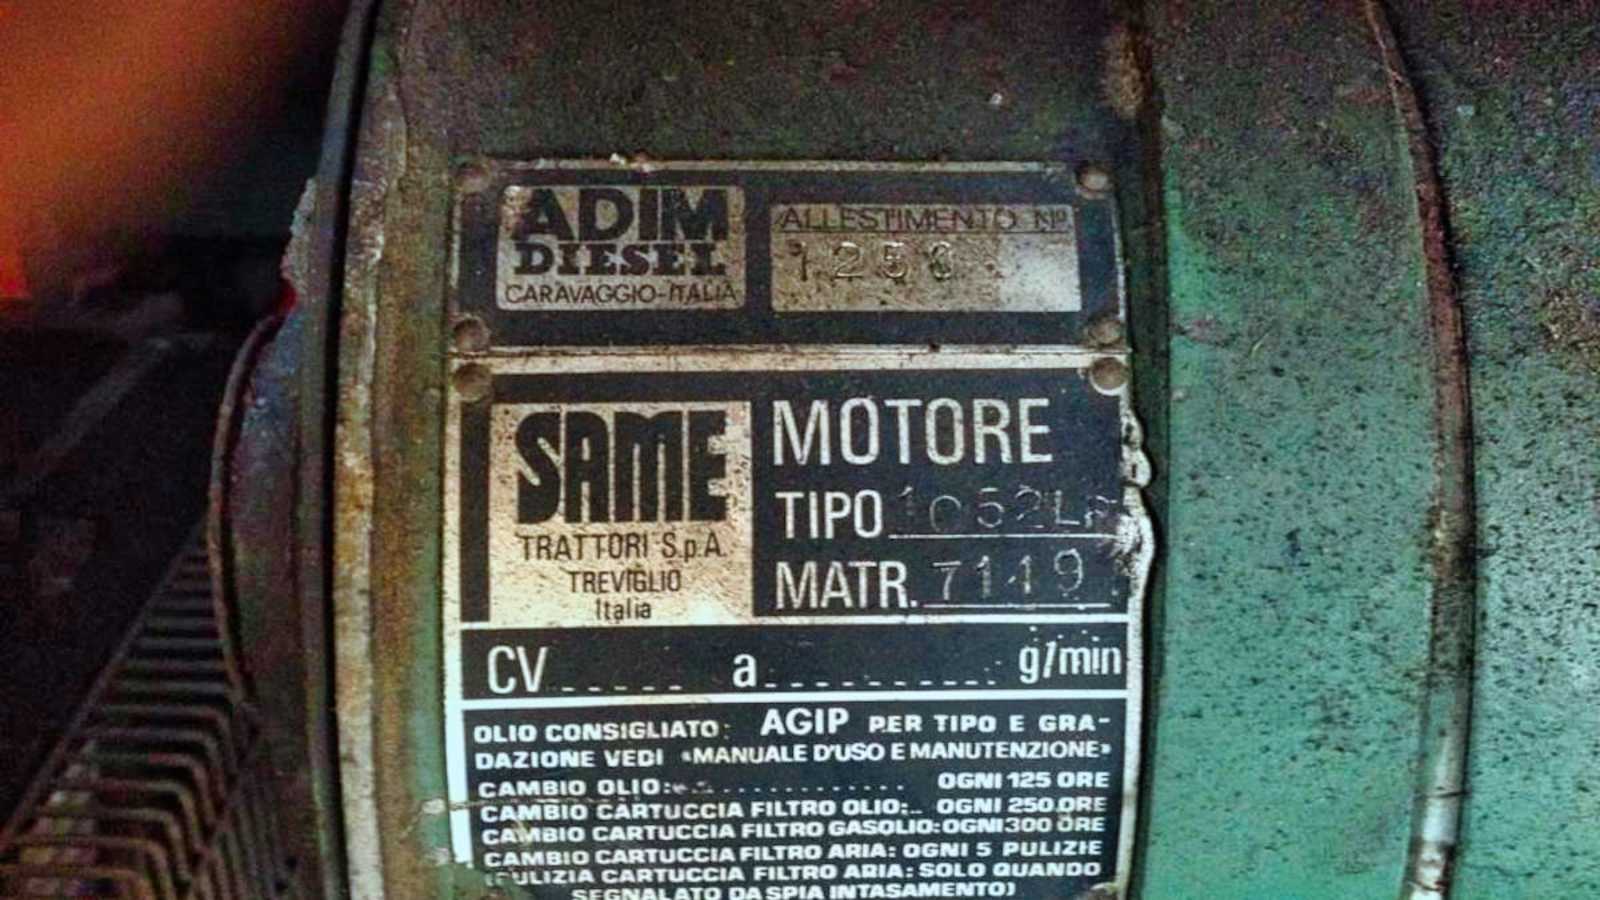 ADIM
DIESEL
CARAVAGGIO-ITALIA
ALLESTIMENTO Nº
SAME
TRATTORI S.p.A.
TREVIGLIO
Italia
MOTORE
TIPO
MATR. 7119
CV..... a.......... g/min
OLIO CONSIGLIATO: AGIP PER TIPO E GRA-
DAZIONE VEDI «MANUALE D'USO E MANUTENZIONE»
CAMBIO OLIO:.............. OGNI 125 ORE
CAMBIO CARTUCCIA FILTRO OLIO:.. OGNI 250 ORE
CAMBIO CARTUCCIA FILTRO GASOLIO: OGNI 300 ORE
CAMBIO CARTUCCIA FILTRO ARIA: OGNI 5 PULIZIE
(PULIZIA CARTUCCIA FILTRO ARIA: SOLO QUANDO
SEGNALATO DA SPIA INTASAMENTO)